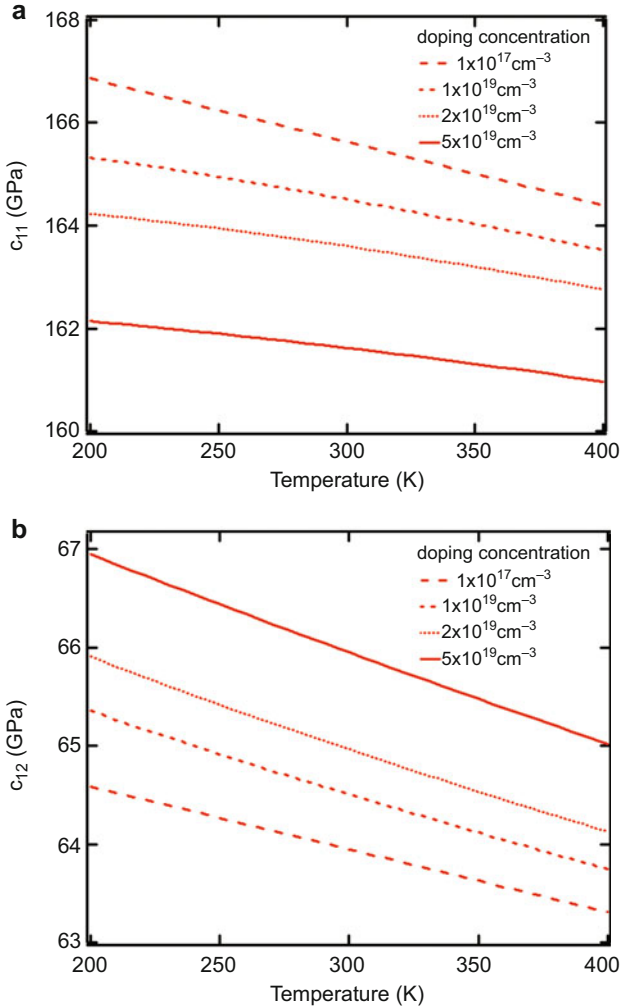 a
168
166
164
162
160
c₁₁ (GPa)
doping concentration
1x10¹⁷cm⁻³
1x10¹⁹cm⁻³
2x10¹⁹cm⁻³
5x10¹⁹cm⁻³
200 250 300 350 400
Temperature (K)
b
67
66
65
64
63
c₁₂ (GPa)
doping concentration
1x10¹⁷cm⁻³
1x10¹⁹cm⁻³
2x10¹⁹cm⁻³
5x10¹⁹cm⁻³
200 250 300 350 400
Temperature (K)